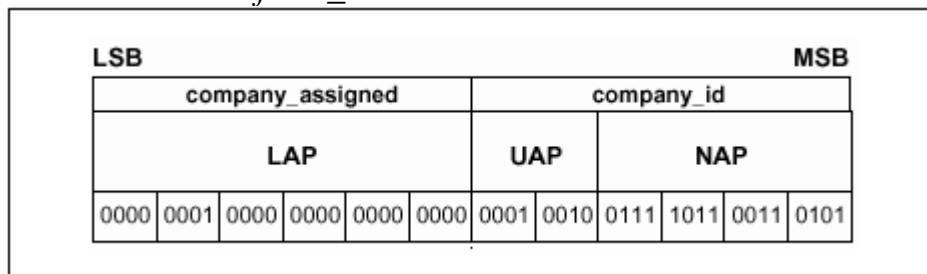 LSB MSB
company_assigned company_id
LAP UAP NAP
0000 0001 0000 0000 0000 0000 0001 0010 0111 1011 0011 0101